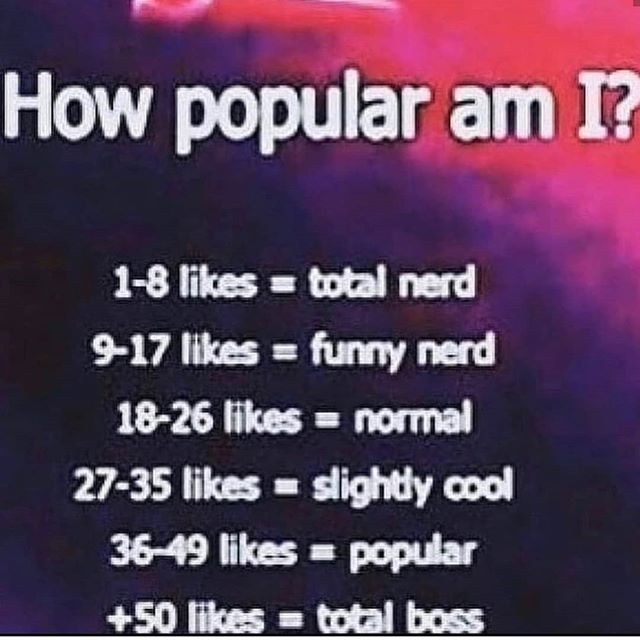 How popular am I?
1-8 likes = total nerd
9-17 likes = funny nerd
18-26 likes = normal
27-35 likes = slightly cool
36-49 likes = popular
+50 likes = total boss